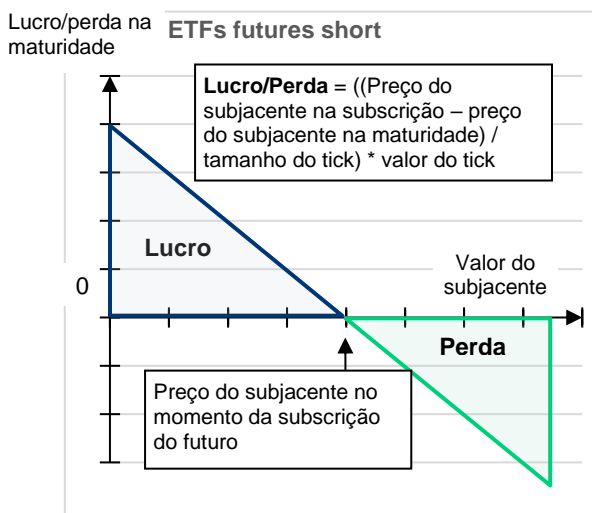 Lucro/perda na
maturidade
ETFs futures short
Lucro/Perda = ((Preço do
subjacente na subscrição – preço
do subjacente na maturidade) /
tamanho do tick) * valor do tick
Lucro
0
Valor do
subjacente
Perda
Preço do subjacente no
momento da subscrição
do futuro